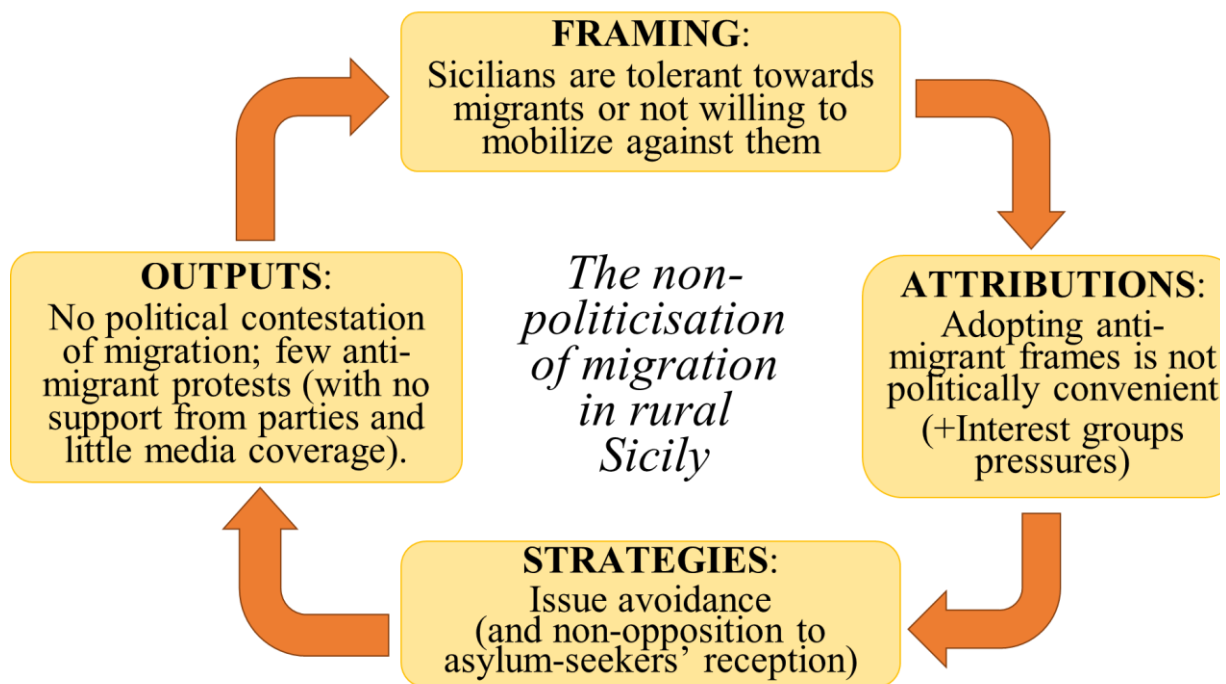 FRAMING:
Sicilians are tolerant towards
migrants or not willing to
mobilize against them
OUTPUTS:
No political contestation
of migration; few anti-
migrant protests (with no
support from parties and
little media coverage).
The non-
politicisation
of migration
in rural
Sicily
ATTRIBUTIONS:
Adopting anti-
migrant frames is not
politically convenient
(+Interest groups
pressures)
STRATEGIES:
Issue avoidance
(and non-opposition to
asylum-seekers’ reception)